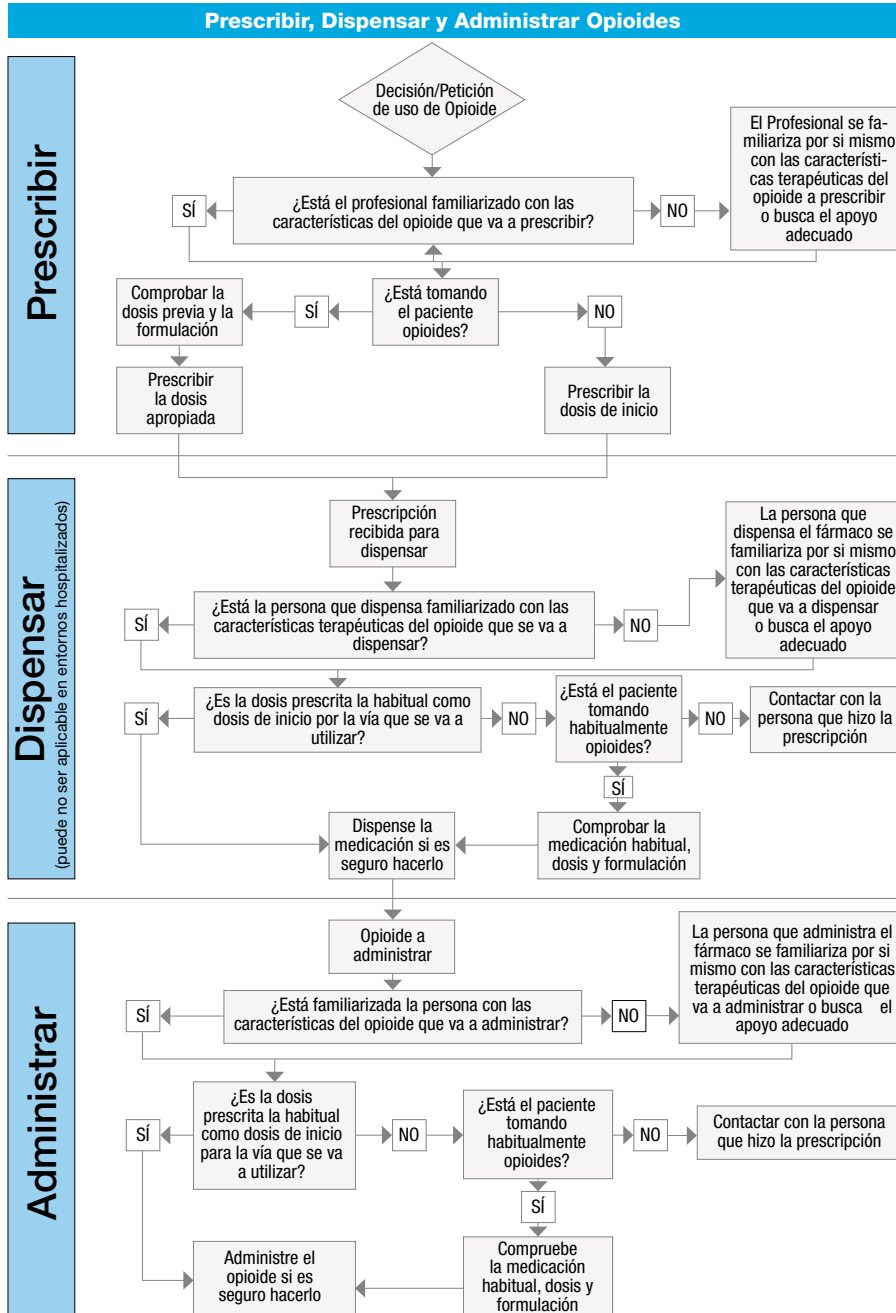 Prescribir, Dispensar y Administrar Opioides
Prescribir
Decisión/Petición
de uso de Opioide
¿Está el profesional familiarizado con las
características del opioide que va a prescribir?
SÍ
NO
El Profesional se fa-
miliariza por si mismo
con las característi-
cas terapéuticas del
opioide a prescribir
o busca el apoyo
adecuado
¿Está tomando
el paciente
opioides?
SÍ
NO
Comprobar la
dosis previa y la
formulación
Prescribir
la dosis
apropiada
Prescribir la
dosis de inicio
Dispensar
(puede no ser aplicable en entornos hospitalizados)
Prescripción
recibida para
dispensar
¿Está la persona que dispensa familiarizado con las
características terapéuticas del opioide que se va a
dispensar?
SÍ
NO
La persona que
dispensa el fármaco se
familiariza por si mismo
con las características
terapéuticas del opioide
que va a dispensar
o busca el apoyo
adecuado
¿Es la dosis prescrita la habitual como
dosis de inicio por la vía que se va a
utilizar?
SÍ
NO
¿Está el paciente
tomando
habitualmente
opioides?
NO
Contactar con la
persona que hizo la
prescripción
SÍ
Comprobar la
medicación habitual,
dosis y formulación
Dispense la
medicación si es
seguro hacerlo
Administrar
Opioide a
administrar
¿Está familiarizada la persona con las
características del opioide que va a administrar?
SÍ
NO
La persona que administra el
fármaco se familiariza por si
mismo con las características
terapéuticas del opioide que
va a administrar o busca el
apoyo adecuado
¿Es la dosis
prescrita la habitual
como dosis de inicio
para la vía que se va
a utilizar?
SÍ
NO
¿Está el paciente
tomando
habitualmente
opioides?
NO
Contactar con la persona
que hizo la prescripción
SÍ
Compruebe
la medicación
habitual, dosis y
formulación
Administre el
opioide si es
seguro hacerlo